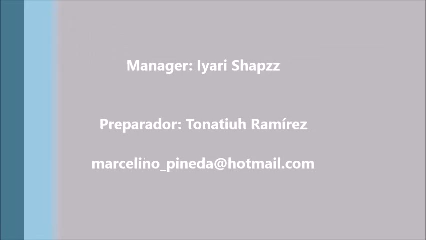 Manager: Iyari Shapzz
Preparador: Tonatiuh Ramírez
marcelino_pineda@hotmail.com